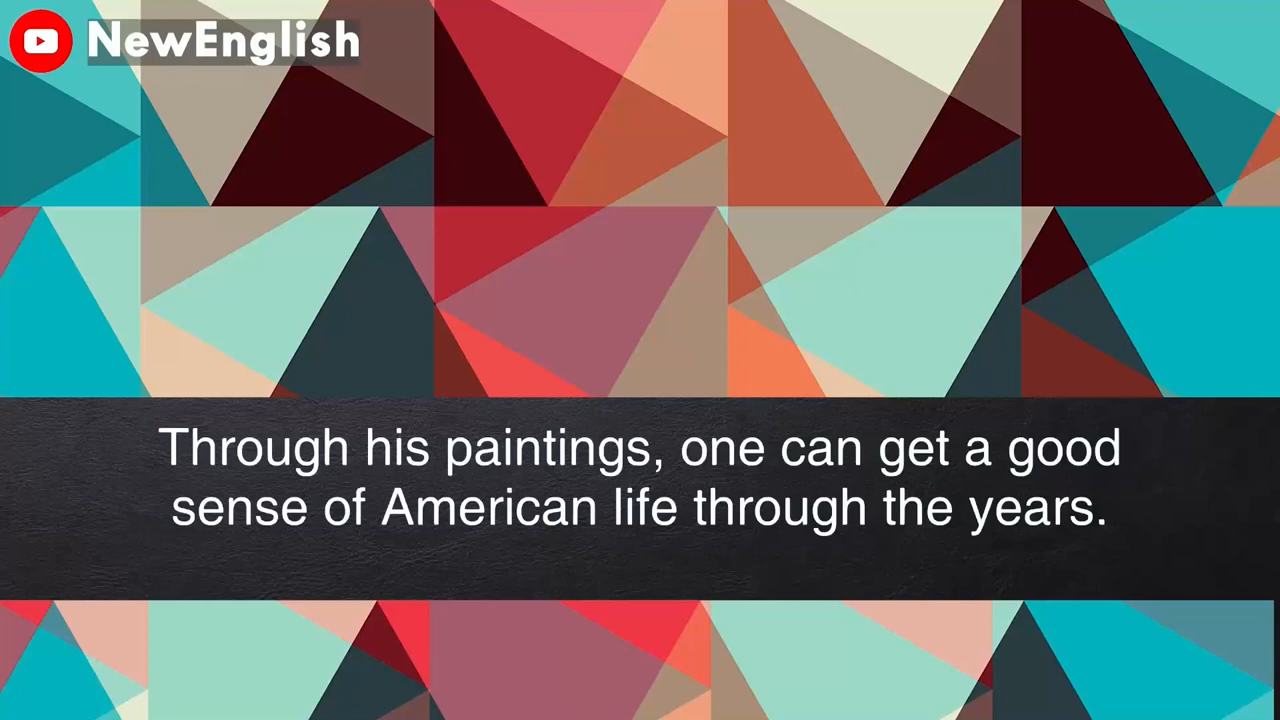 NewEnglish
Through his paintings, one can get a good
sense of American life through the years.